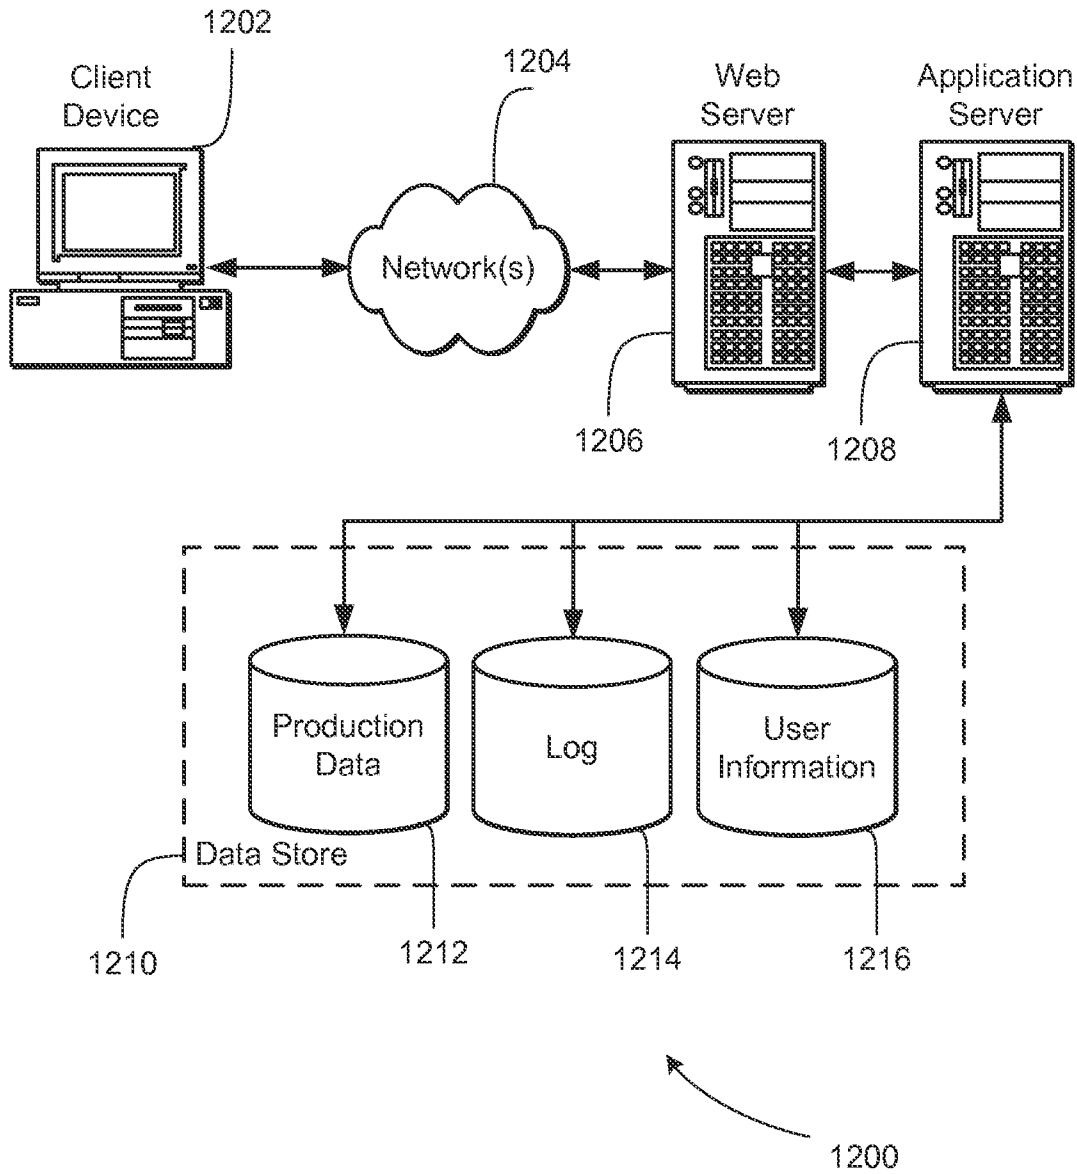 1202
Client
Device
1204
Web
Server
Application
Server
Network(s)
1206
1208
Production
Data
Log
User
Information
Data Store
1210
1212
1214
1216
1200